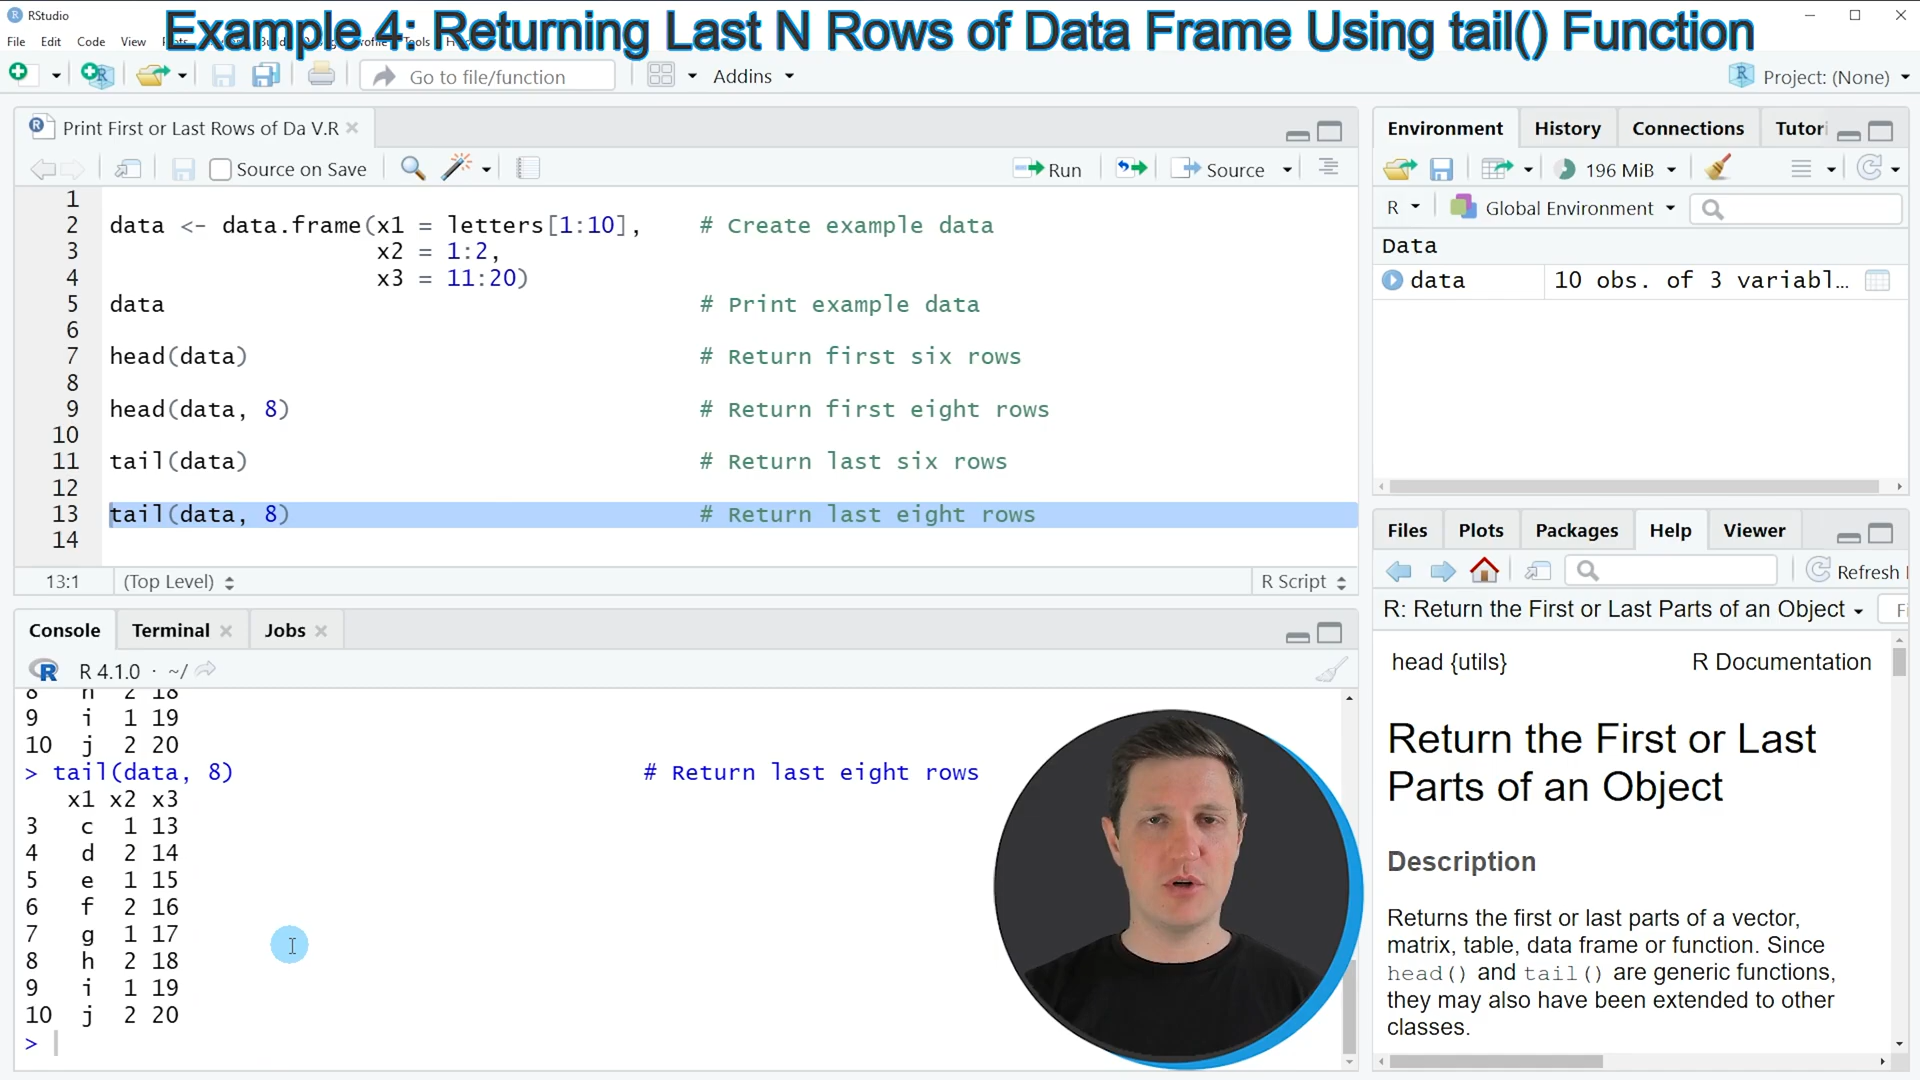 RStudio
Example 4: Returning Last N Rows of Data Frame Using tail() Function
File Edit Code View
Go to file/function
Addins
Project: (None)
Print First or Last Rows of Da V.R
Source on Save
Run
Source
1
2 data <- data.frame(x1 = letters[1:10], # Create example data
3 x2 = 1:2,
4 x3 = 11:20)
5 data # Print example data
6
7 head(data) # Return first six rows
8
9 head(data, 8) # Return first eight rows
10
11 tail(data) # Return last six rows
12
13 tail(data, 8) # Return last eight rows
14
13:1 (Top Level) R Script
Console Terminal Jobs
R 4.1.0 · ~/
8 h 2 18
9 i 1 19
10 j 2 20
> tail(data, 8) # Return last eight rows
x1 x2 x3
3 c 1 13
4 d 2 14
5 e 1 15
6 f 2 16
7 g 1 17
8 h 2 18
9 i 1 19
10 j 2 20
>
Environment History Connections Tutori
196 MiB
R Global Environment
Data
data 10 obs. of 3 variabl...
Files Plots Packages Help Viewer
Refresh
R: Return the First or Last Parts of an Object
head {utils} R Documentation
Return the First or Last
Parts of an Object
Description
Returns the first or last parts of a vector,
matrix, table, data frame or function. Since
head() and tail() are generic functions,
they may also have been extended to other
classes.